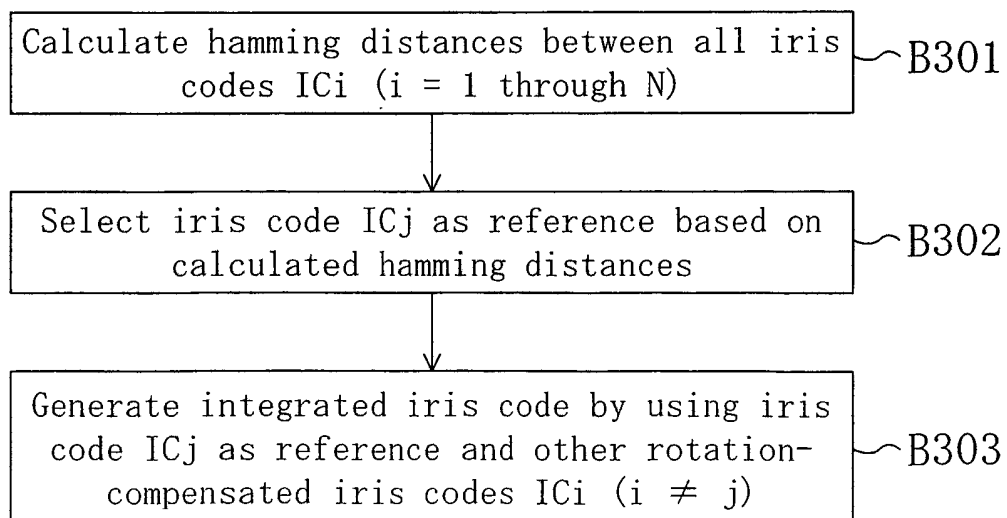 Calculate hamming distances between all iris
codes ICi (i = 1 through N)
B301
Select iris code ICj as reference based on
calculated hamming distances
B302
Generate integrated iris code by using iris
code ICj as reference and other rotation-
compensated iris codes ICi (i ≠ j)
B303